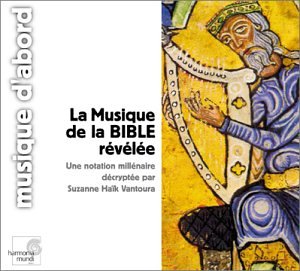 musique d'abord
La Musique
de la BIBLE
révélée
Une notation millénaire
décryptée par
Suzanne Haïk Vantoura
harmonia
mundi